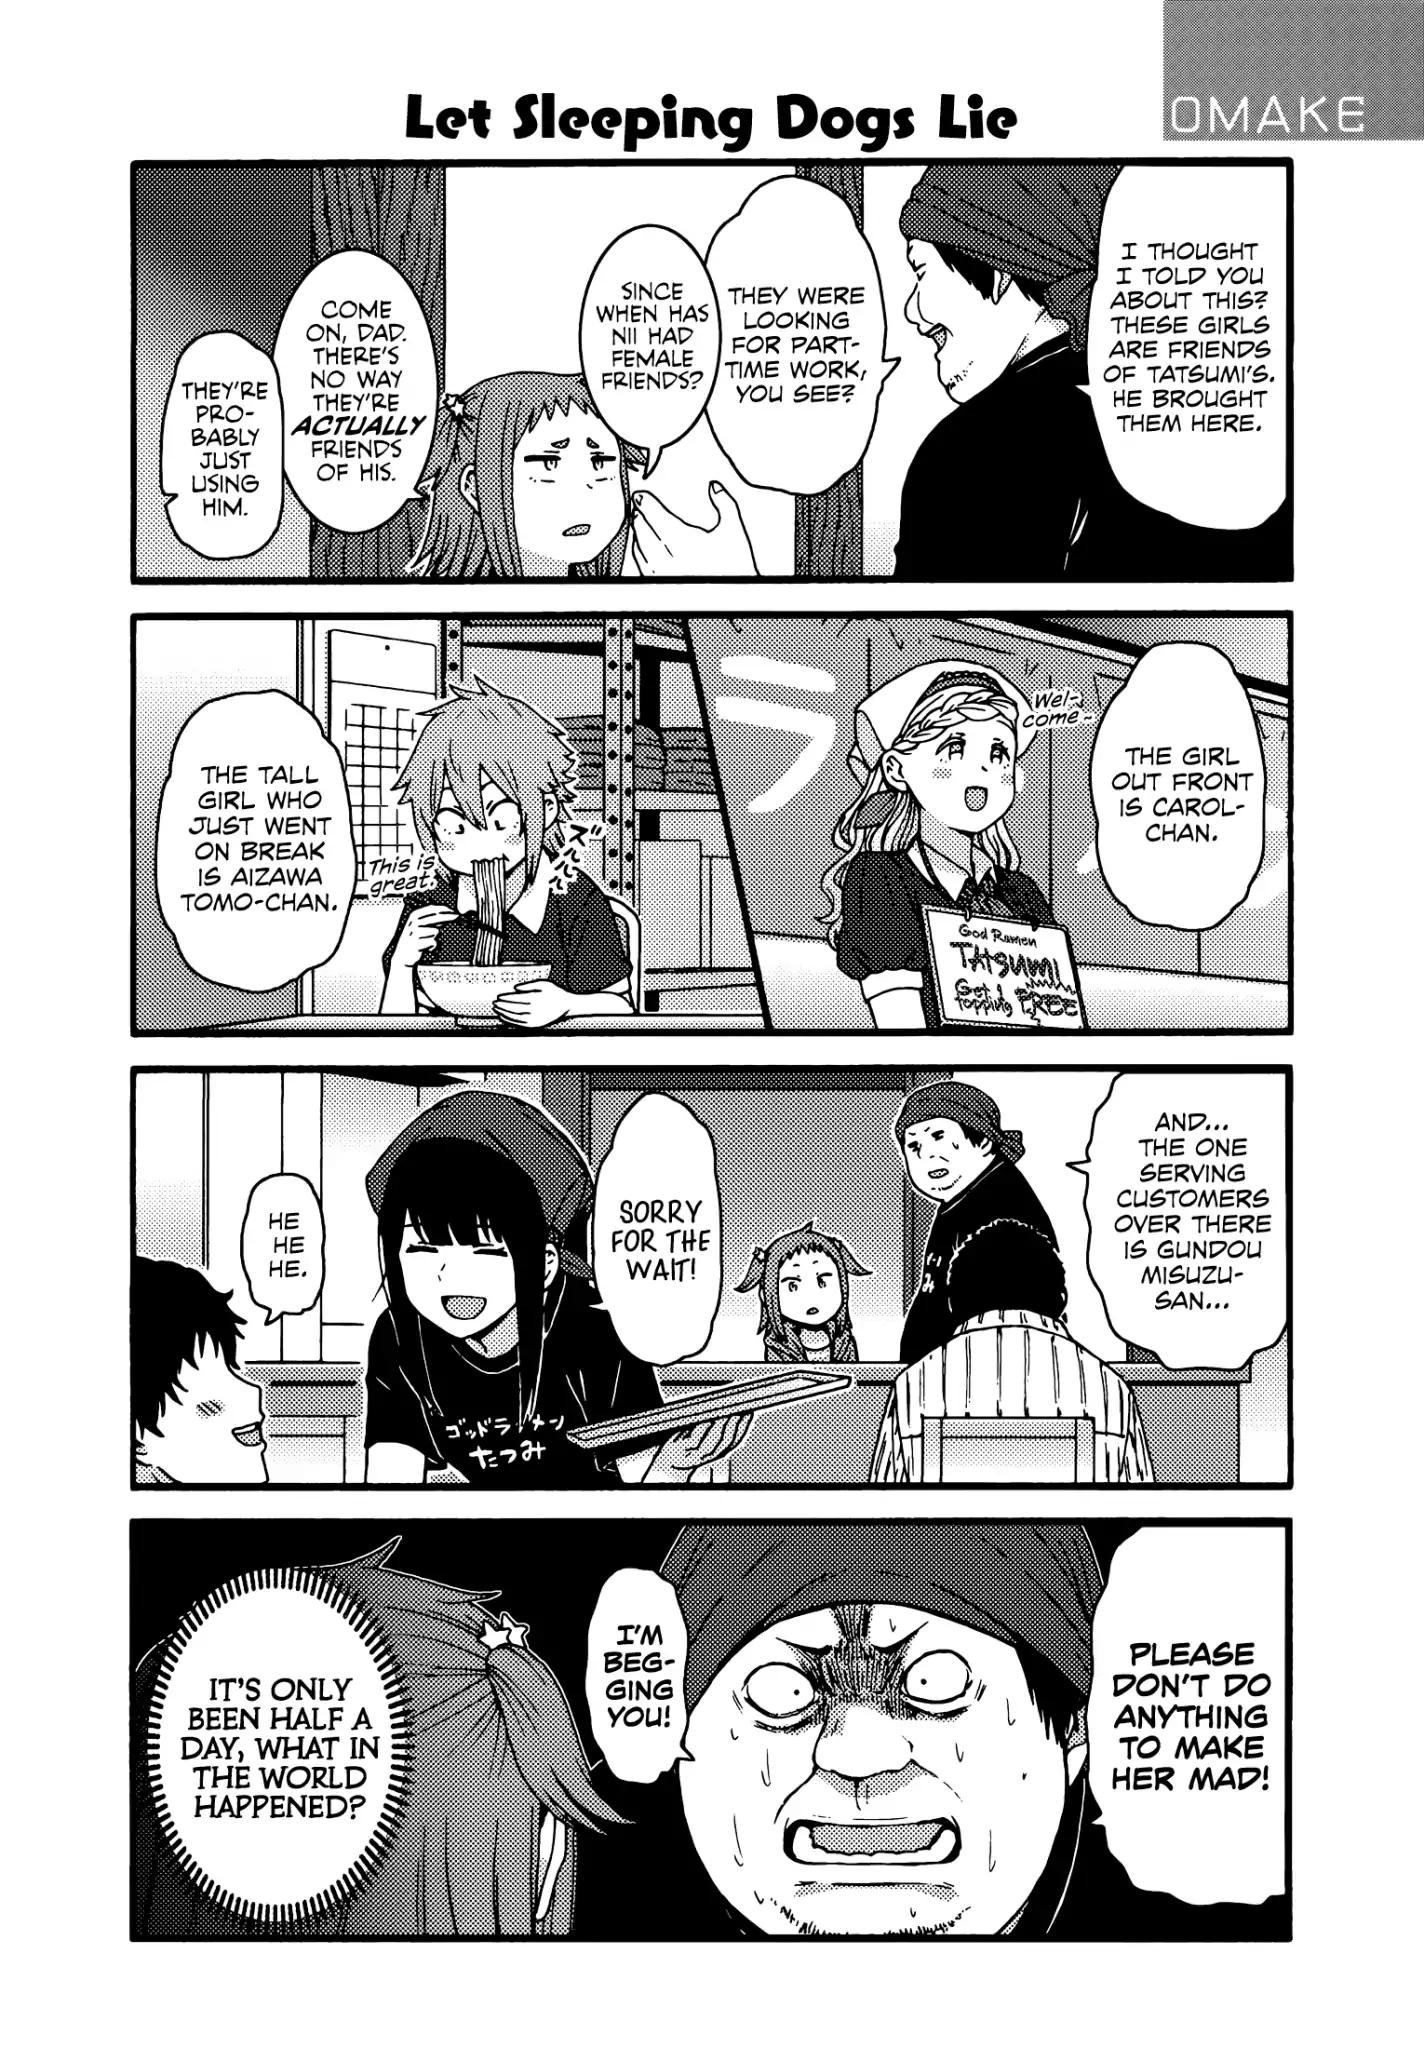 OMAKE
Let Sleeping Dogs Lie
I THOUGHT
I TOLD YOU
ABOUT THIS?
THESE GIRLS
ARE FRIENDS
OF TATSUMI'S.
HE BROUGHT
THEM HERE.
THEY WERE
LOOKING
FOR PART-
TIME WORK,
YOU SEE?
SINCE
WHEN HAS
NII HAD
FEMALE
FRIENDS?
COME
ON, DAD.
THERE'S
NO WAY
THEY'RE
ACTUALLY
FRIENDS
OF HIS.
THEY'RE
PRO-
BABLY
JUST
USING
HIM.
THE GIRL
OUT FRONT
IS CAROL-
CHAN.
Wel-
come~
ラ
God Ramen
TATSUMI
Get 1
topping FREE
THE TALL
GIRL WHO
JUST WENT
ON BREAK
IS AIZAWA
TOMO-CHAN.
This is
great.
ズルルル
AND...
THE ONE
SERVING
CUSTOMERS
OVER THERE
IS GUNDOU
MISUZU-
SAN...
SORRY
FOR THE
WAIT!
HE
HE
HE.
ゴッドラーメン
たつみ
PLEASE
DON'T DO
ANYTHING
TO MAKE
HER MAD!
I'M
BEG-
GING
YOU!
IT'S ONLY
BEEN HALF A
DAY, WHAT IN
THE WORLD
HAPPENED?